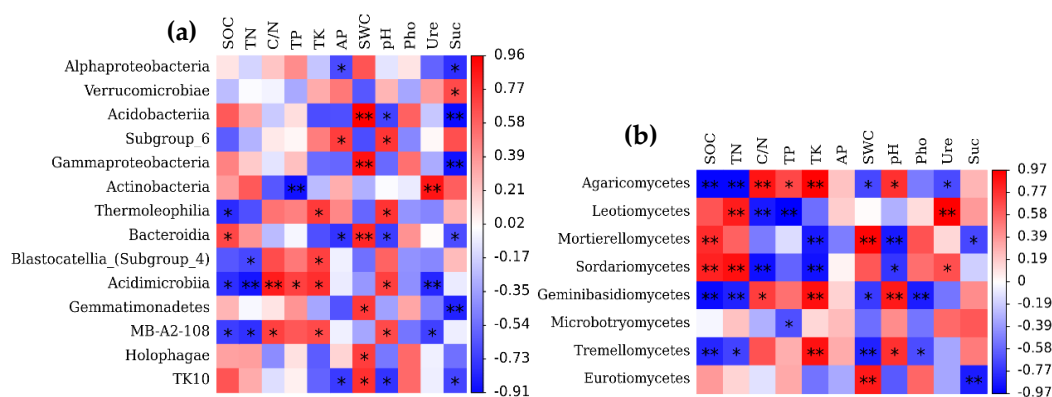 (a)
SOC TN C/N TP TK AP SWC pH Pho Ure Suc
Alphaproteobacteria * *
Verrucomicrobiae *
Acidobacteriia ** * **
Subgroup_6 * *
Gammaproteobacteria ** **
Actinobacteria ** **
Thermoleophilia * * *
Bacteroidia * * ** * *
Blastocatellia_(Subgroup_4) * *
Acidimicrobiia * ** ** * * * **
Gemmatimonadetes * **
MB-A2-108 * * * * * *
Holophagae *
TK10 * * * *
0.96
0.77
0.58
0.39
0.21
0.02
-0.17
-0.35
-0.54
-0.73
-0.91
(b)
SOC TN C/N TP TK AP SWC pH Pho Ure Suc
Agaricomycetes ** ** ** * ** * * *
Leotiomycetes ** ** ** **
Mortierellomycetes ** ** ** ** *
Sordariomycetes ** ** ** ** * *
Geminibasidiomycetes ** ** * ** * ** **
Microbotryomycetes *
Tremellomycetes ** * ** ** * *
Eurotiomycetes ** **
0.97
0.77
0.58
0.39
0.19
0.00
-0.19
-0.39
-0.58
-0.77
-0.97